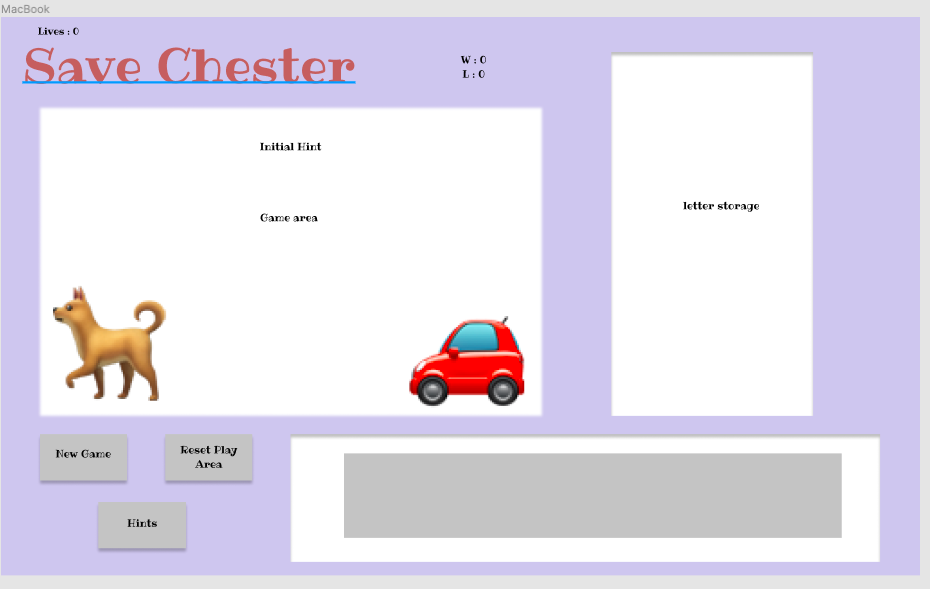 MacBook
Lives : 0
Save Chester
W : 0
L : 0
Initial Hint
Game area
letter storage
New Game
Reset Play
Area
Hints